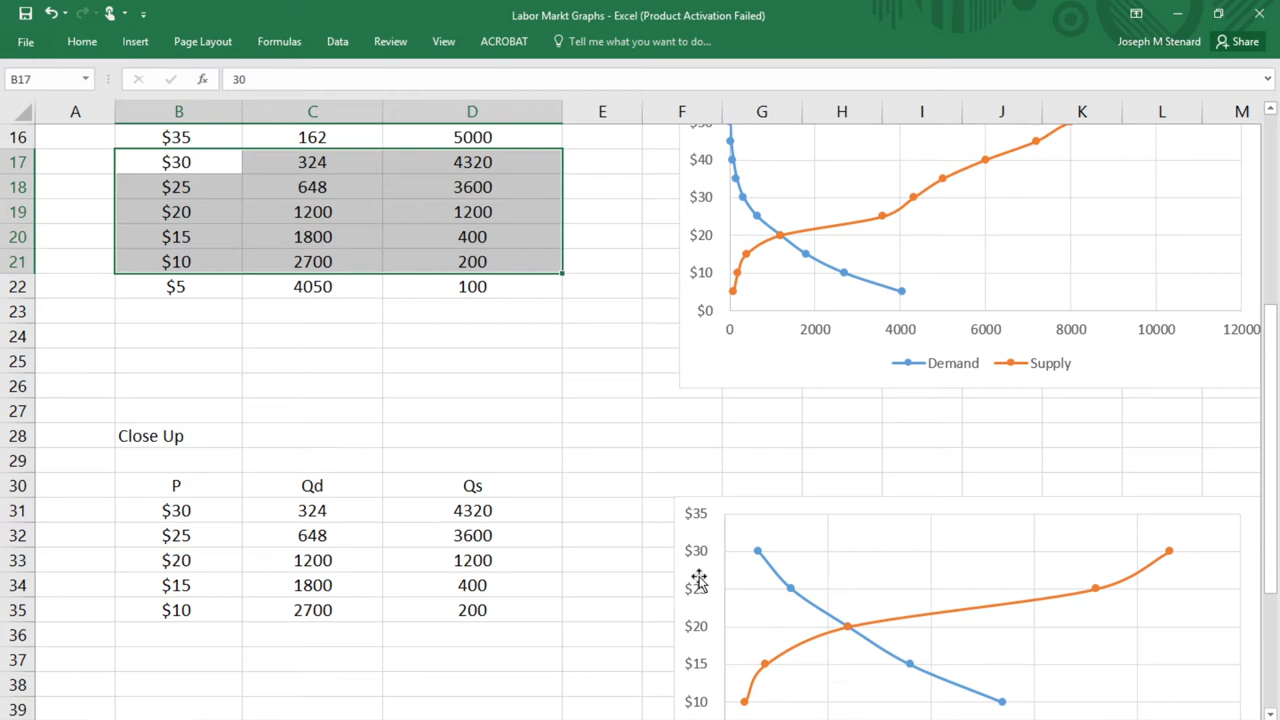 Labor Markt Graphs - Excel (Product Activation Failed)
File Home Insert Page Layout Formulas Data Review View ACROBAT Tell me what you want to do... Joseph M Stenard Share
B17 fx 30
A B C D E F G H I J K L M
16 $35 162 5000
17 $30 324 4320
18 $25 648 3600
19 $20 1200 1200
20 $15 1800 400
21 $10 2700 200
22 $5 4050 100
23
24
25
26
27
28 Close Up
29
30 P Qd Qs
31 $30 324 4320
32 $25 648 3600
33 $20 1200 1200
34 $15 1800 400
35 $10 2700 200
36
37
38
39
$40
$30
$20
$10
$0
0 2000 4000 6000 8000 10000 12000
Demand Supply
$35
$30
$20
$15
$10